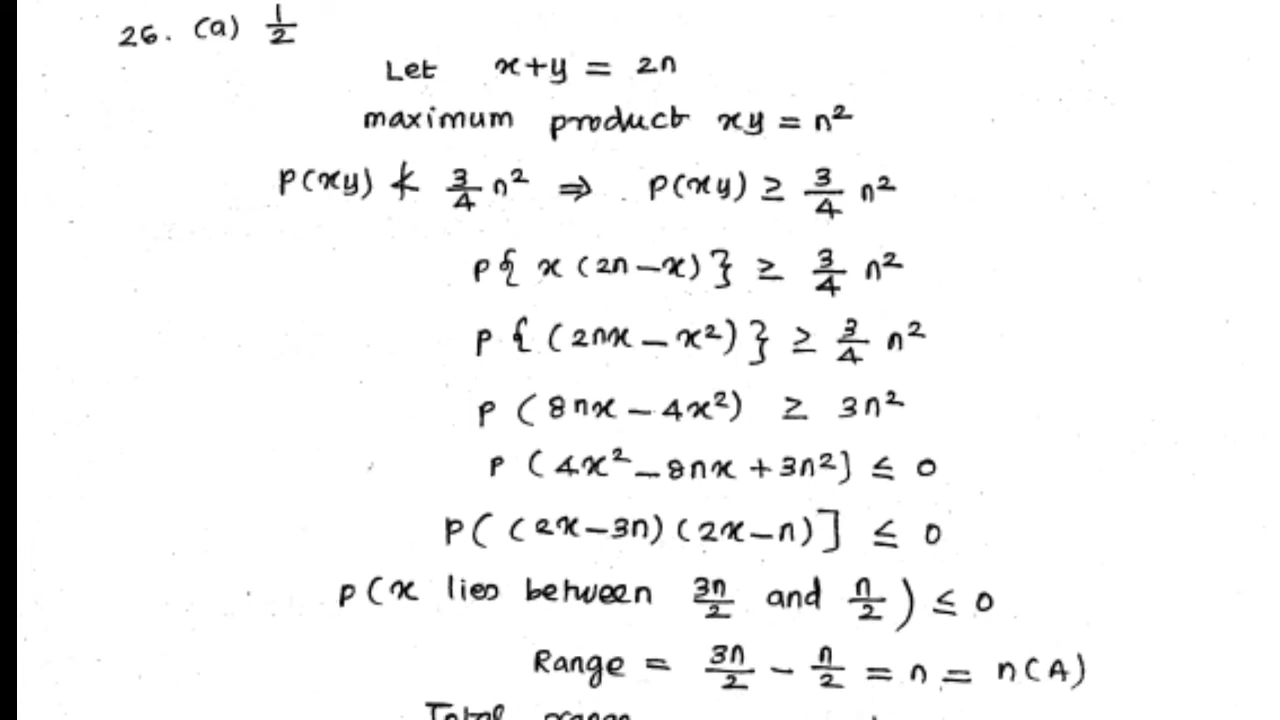 26. (a) 1/2
Let x+y = 2n
maximum product xy = n²
P(xy) ≮ 3/4 n² ⇒ P(xy) ≥ 3/4 n²
P{ x (2n-x) } ≥ 3/4 n²
P { (2nx - x²) } ≥ 3/4 n²
P ( 8nx - 4x²) ≥ 3n²
P ( 4x² - 8nx + 3n²] ≤ 0
P( (2x-3n) (2x-n)] ≤ 0
P(x lies between 3n/2 and n/2 ) ≤ 0
Range = 3n/2 - n/2 = n = n(A)
Total range